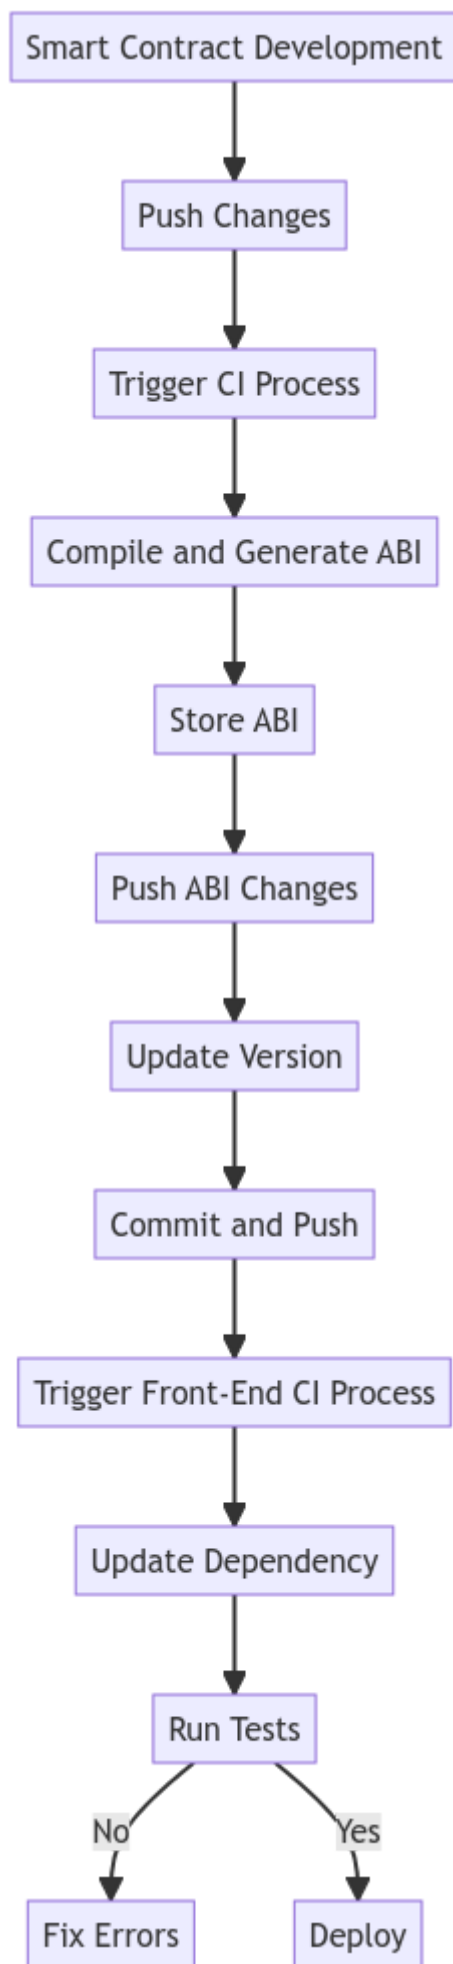 Smart Contract Development
Push Changes
Trigger CI Process
Compile and Generate ABI
Store ABI
Push ABI Changes
Update Version
Commit and Push
Trigger Front-End CI Process
Update Dependency
Run Tests
No
Yes
Fix Errors
Deploy